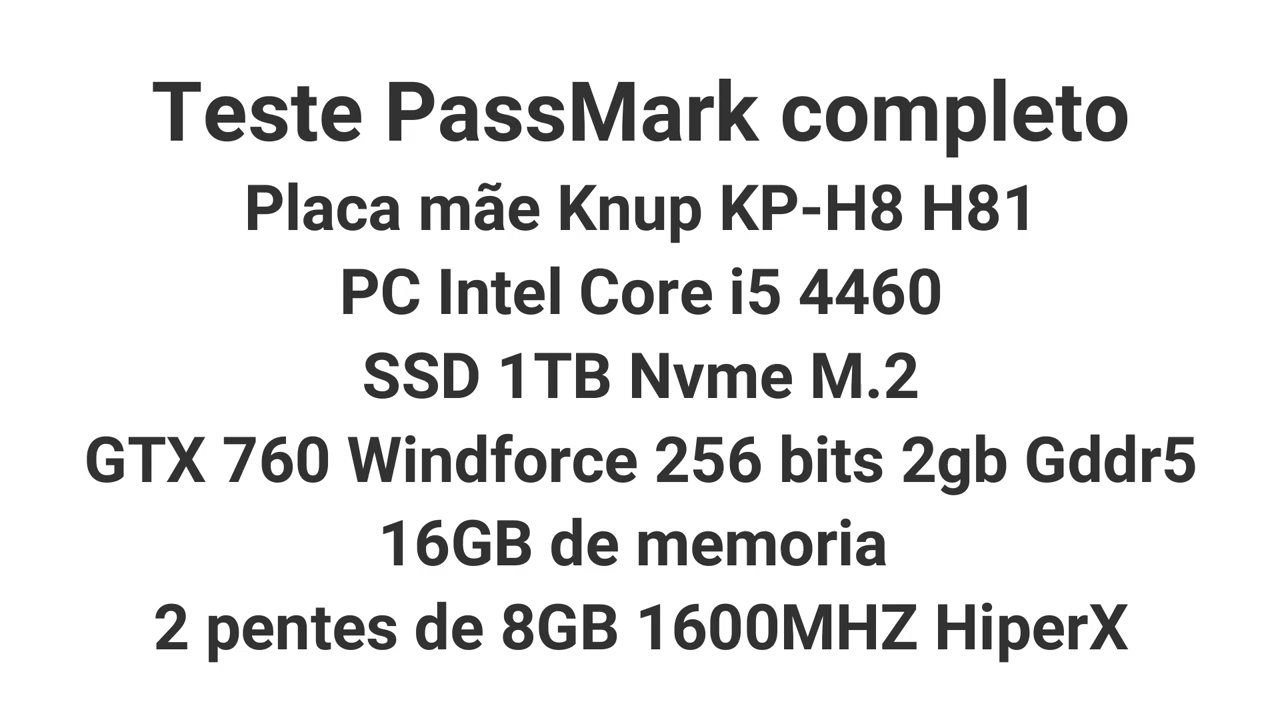 Teste PassMark completo
Placa mãe Knup KP-H8 H81
PC Intel Core i5 4460
SSD 1TB Nvme M.2
GTX 760 Windforce 256 bits 2gb Gddr5
16GB de memoria
2 pentes de 8GB 1600MHZ HiperX